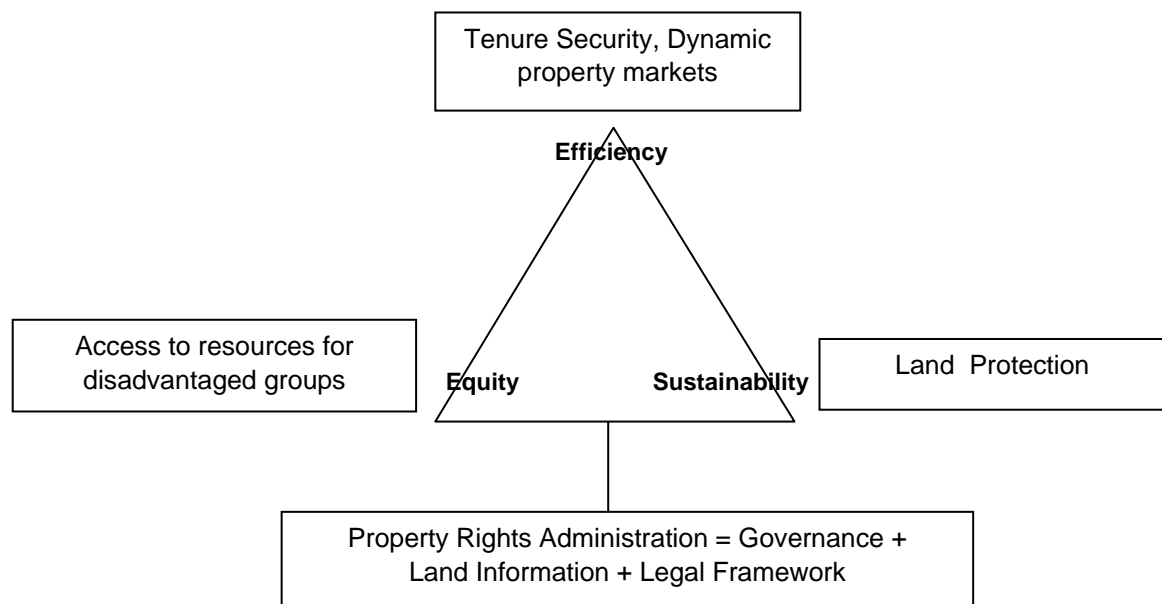 Tenure Security, Dynamic
property markets
Efficiency
Access to resources for
disadvantaged groups
Equity
Sustainability
Land Protection
Property Rights Administration = Governance +
Land Information + Legal Framework